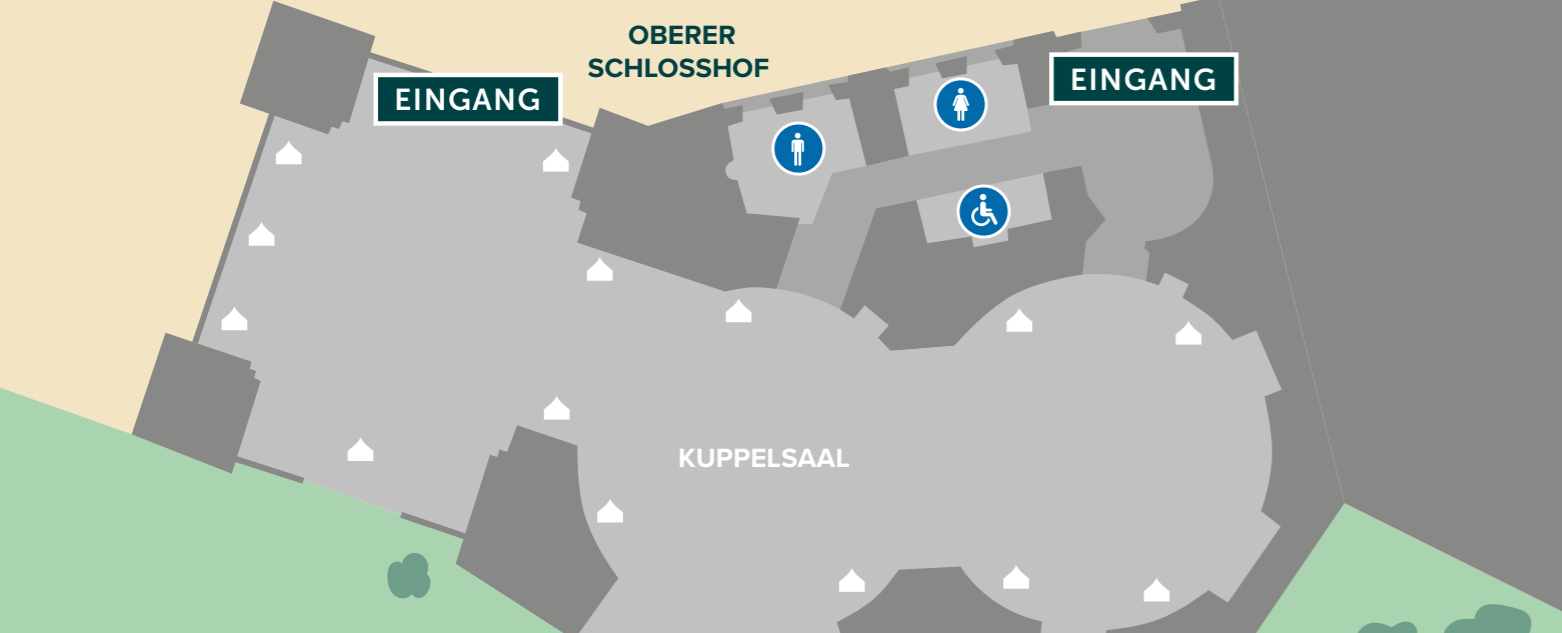 OBERER
SCHLOSSHOF
EINGANG
EINGANG
KUPPELSAAL